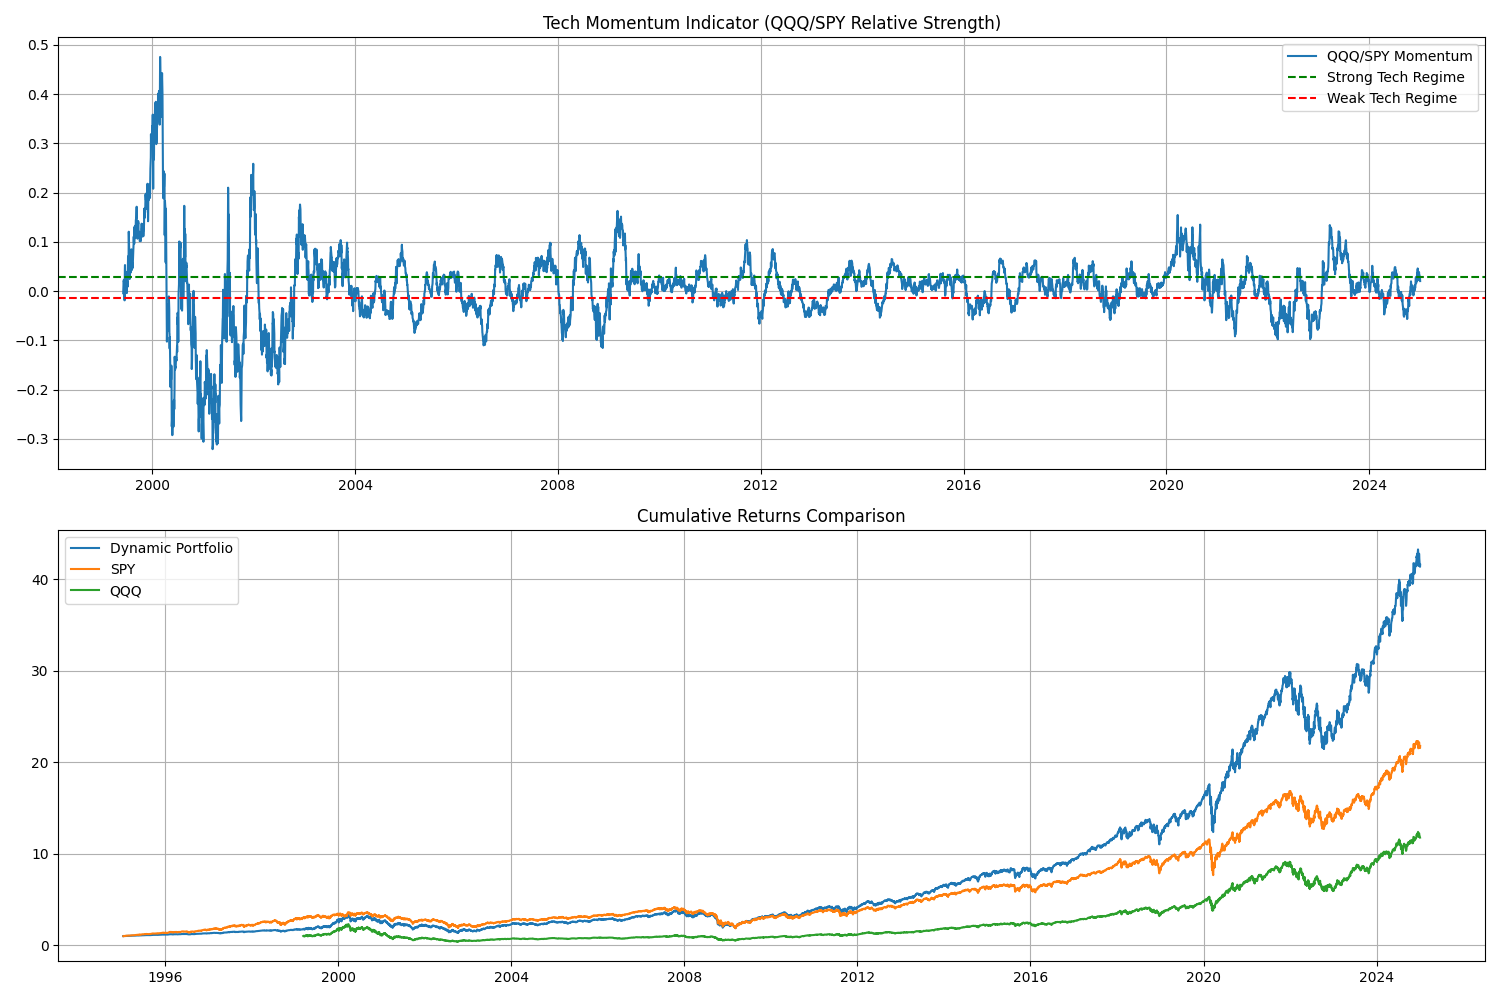 Tech Momentum Indicator (QQQ/SPY Relative Strength)
QQQ/SPY Momentum
Strong Tech Regime
Weak Tech Regime
0.5
0.4
0.3
0.2
0.1
0.0
−0.1
−0.2
−0.3
2000 2004 2008 2012 2016 2020 2024
Cumulative Returns Comparison
Dynamic Portfolio
SPY
QQQ
40
30
20
10
0
1996 2000 2004 2008 2012 2016 2020 2024